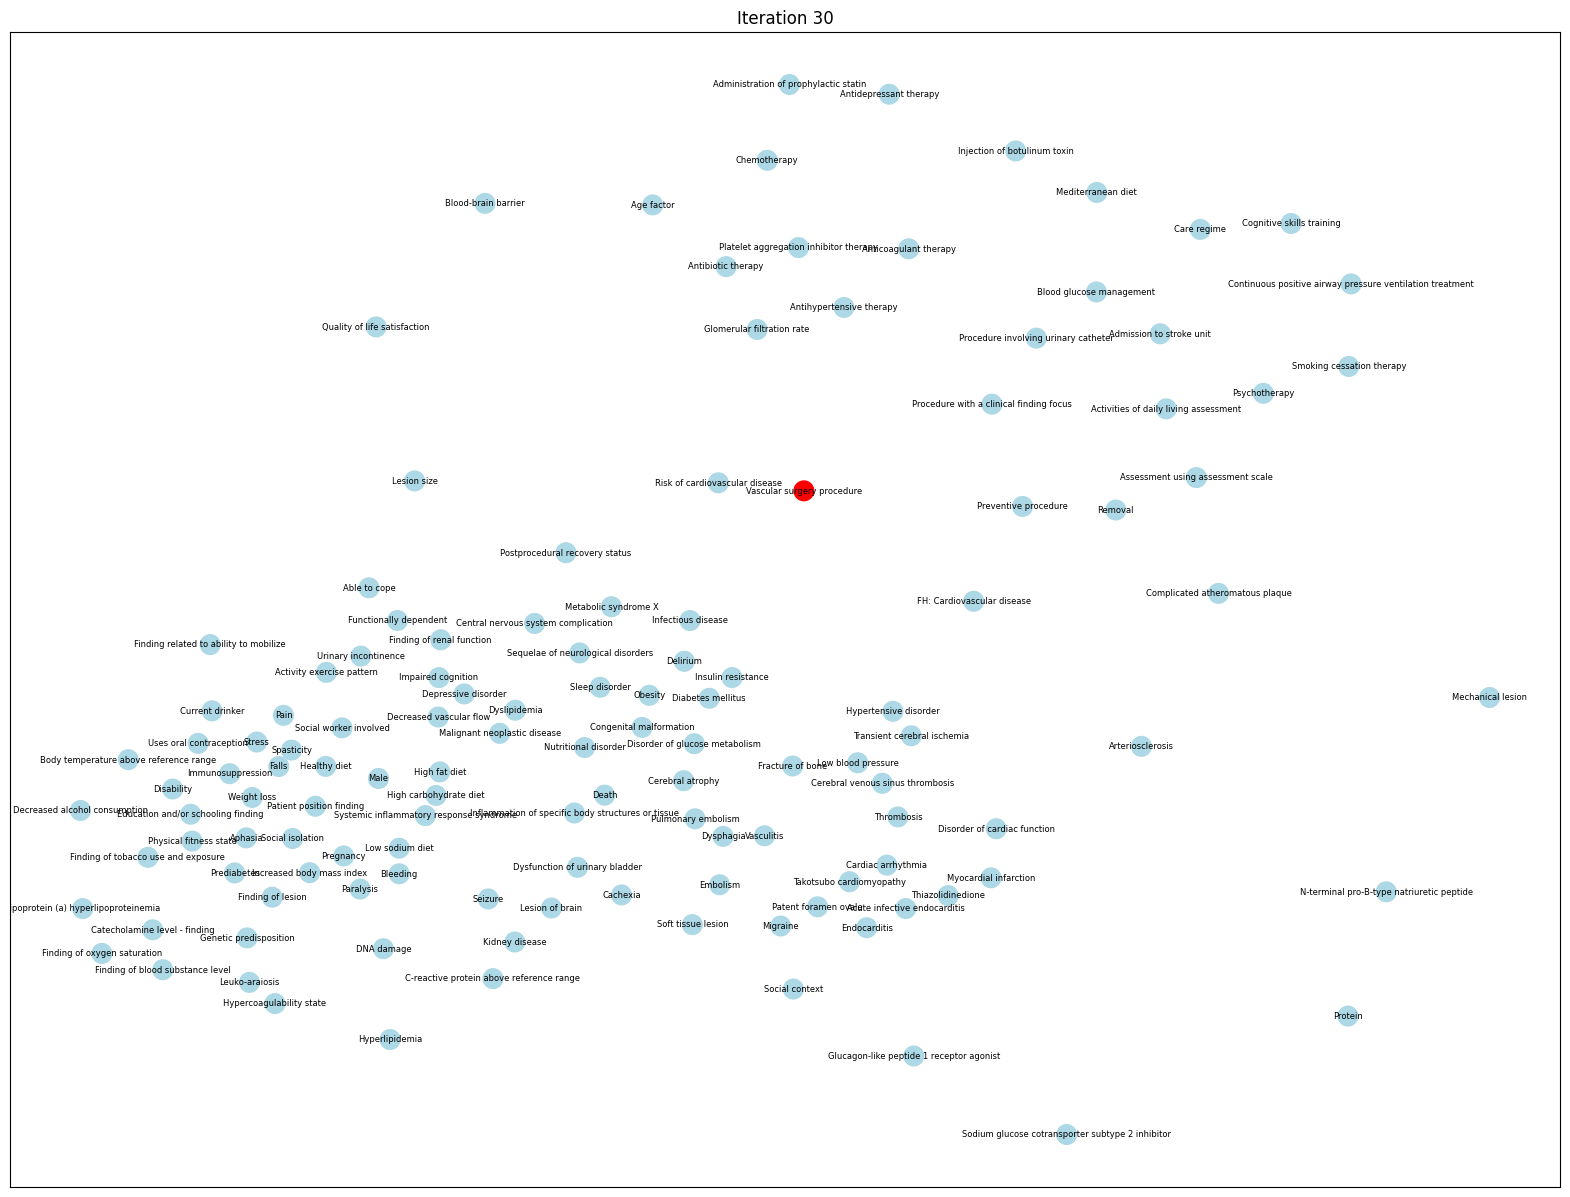 Iteration 30
Administration of prophylactic statin
Antidepressant therapy
Injection of botulinum toxin
Chemotherapy
Mediterranean diet
Blood-brain barrier
Age factor
Cognitive skills training
Care regime
Platelet aggregation inhibitor therapy
Anticoagulant therapy
Antibiotic therapy
Continuous positive airway pressure ventilation treatment
Blood glucose management
Antihypertensive therapy
Quality of life satisfaction
Glomerular filtration rate
Admission to stroke unit
Procedure involving urinary catheter
Smoking cessation therapy
Psychotherapy
Procedure with a clinical finding focus
Activities of daily living assessment
Assessment using assessment scale
Lesion size
Risk of cardiovascular disease
Vascular surgery procedure
Preventive procedure
Removal
Postprocedural recovery status
Able to cope
Complicated atheromatous plaque
FH: Cardiovascular disease
Metabolic syndrome X
Functionally dependent
Central nervous system complication
Infectious disease
Finding of renal function
Finding related to ability to mobilize
Sequelae of neurological disorders
Urinary incontinence
Delirium
Activity exercise pattern
Impaired cognition
Insulin resistance
Sleep disorder
Depressive disorder
Obesity
Diabetes mellitus
Mechanical lesion
Current drinker
Pain
Dyslipidemia
Hypertensive disorder
Decreased vascular flow
Social worker involved
Congenital malformation
Malignant neoplastic disease
Transient cerebral ischemia
Uses oral contraception
Stress
Disorder of glucose metabolism
Arteriosclerosis
Spasticity
Nutritional disorder
Body temperature above reference range
Falls
Healthy diet
Fracture of bone
Low blood pressure
Immunosuppression
High fat diet
Male
Cerebral atrophy
Cerebral venous sinus thrombosis
Disability
Weight loss
High carbohydrate diet
Death
Patient position finding
Decreased alcohol consumption
Education and/or schooling finding
Systemic inflammatory response syndrome
Inflammation of specific body structures or tissue
Pulmonary embolism
Thrombosis
Disorder of cardiac function
Physical fitness state
Aphasia
Social isolation
Dysphagia
Vasculitis
Low sodium diet
Finding of tobacco use and exposure
Pregnancy
Cardiac arrhythmia
Dysfunction of urinary bladder
Prediabetes
Increased body mass index
Bleeding
Myocardial infarction
Takotsubo cardiomyopathy
Embolism
Paralysis
N-terminal pro-B-type natriuretic peptide
Finding of lesion
Seizure
Cachexia
Thiazolidinedione
poprotein (a) hyperlipoproteinemia
Lesion of brain
Patent foramen ovale
Acute infective endocarditis
Soft tissue lesion
Migraine
Endocarditis
Catecholamine level - finding
Genetic predisposition
Kidney disease
DNA damage
Finding of oxygen saturation
Finding of blood substance level
C-reactive protein above reference range
Leuko-araiosis
Social context
Hypercoagulability state
Protein
Hyperlipidemia
Glucagon-like peptide 1 receptor agonist
Sodium glucose cotransporter subtype 2 inhibitor